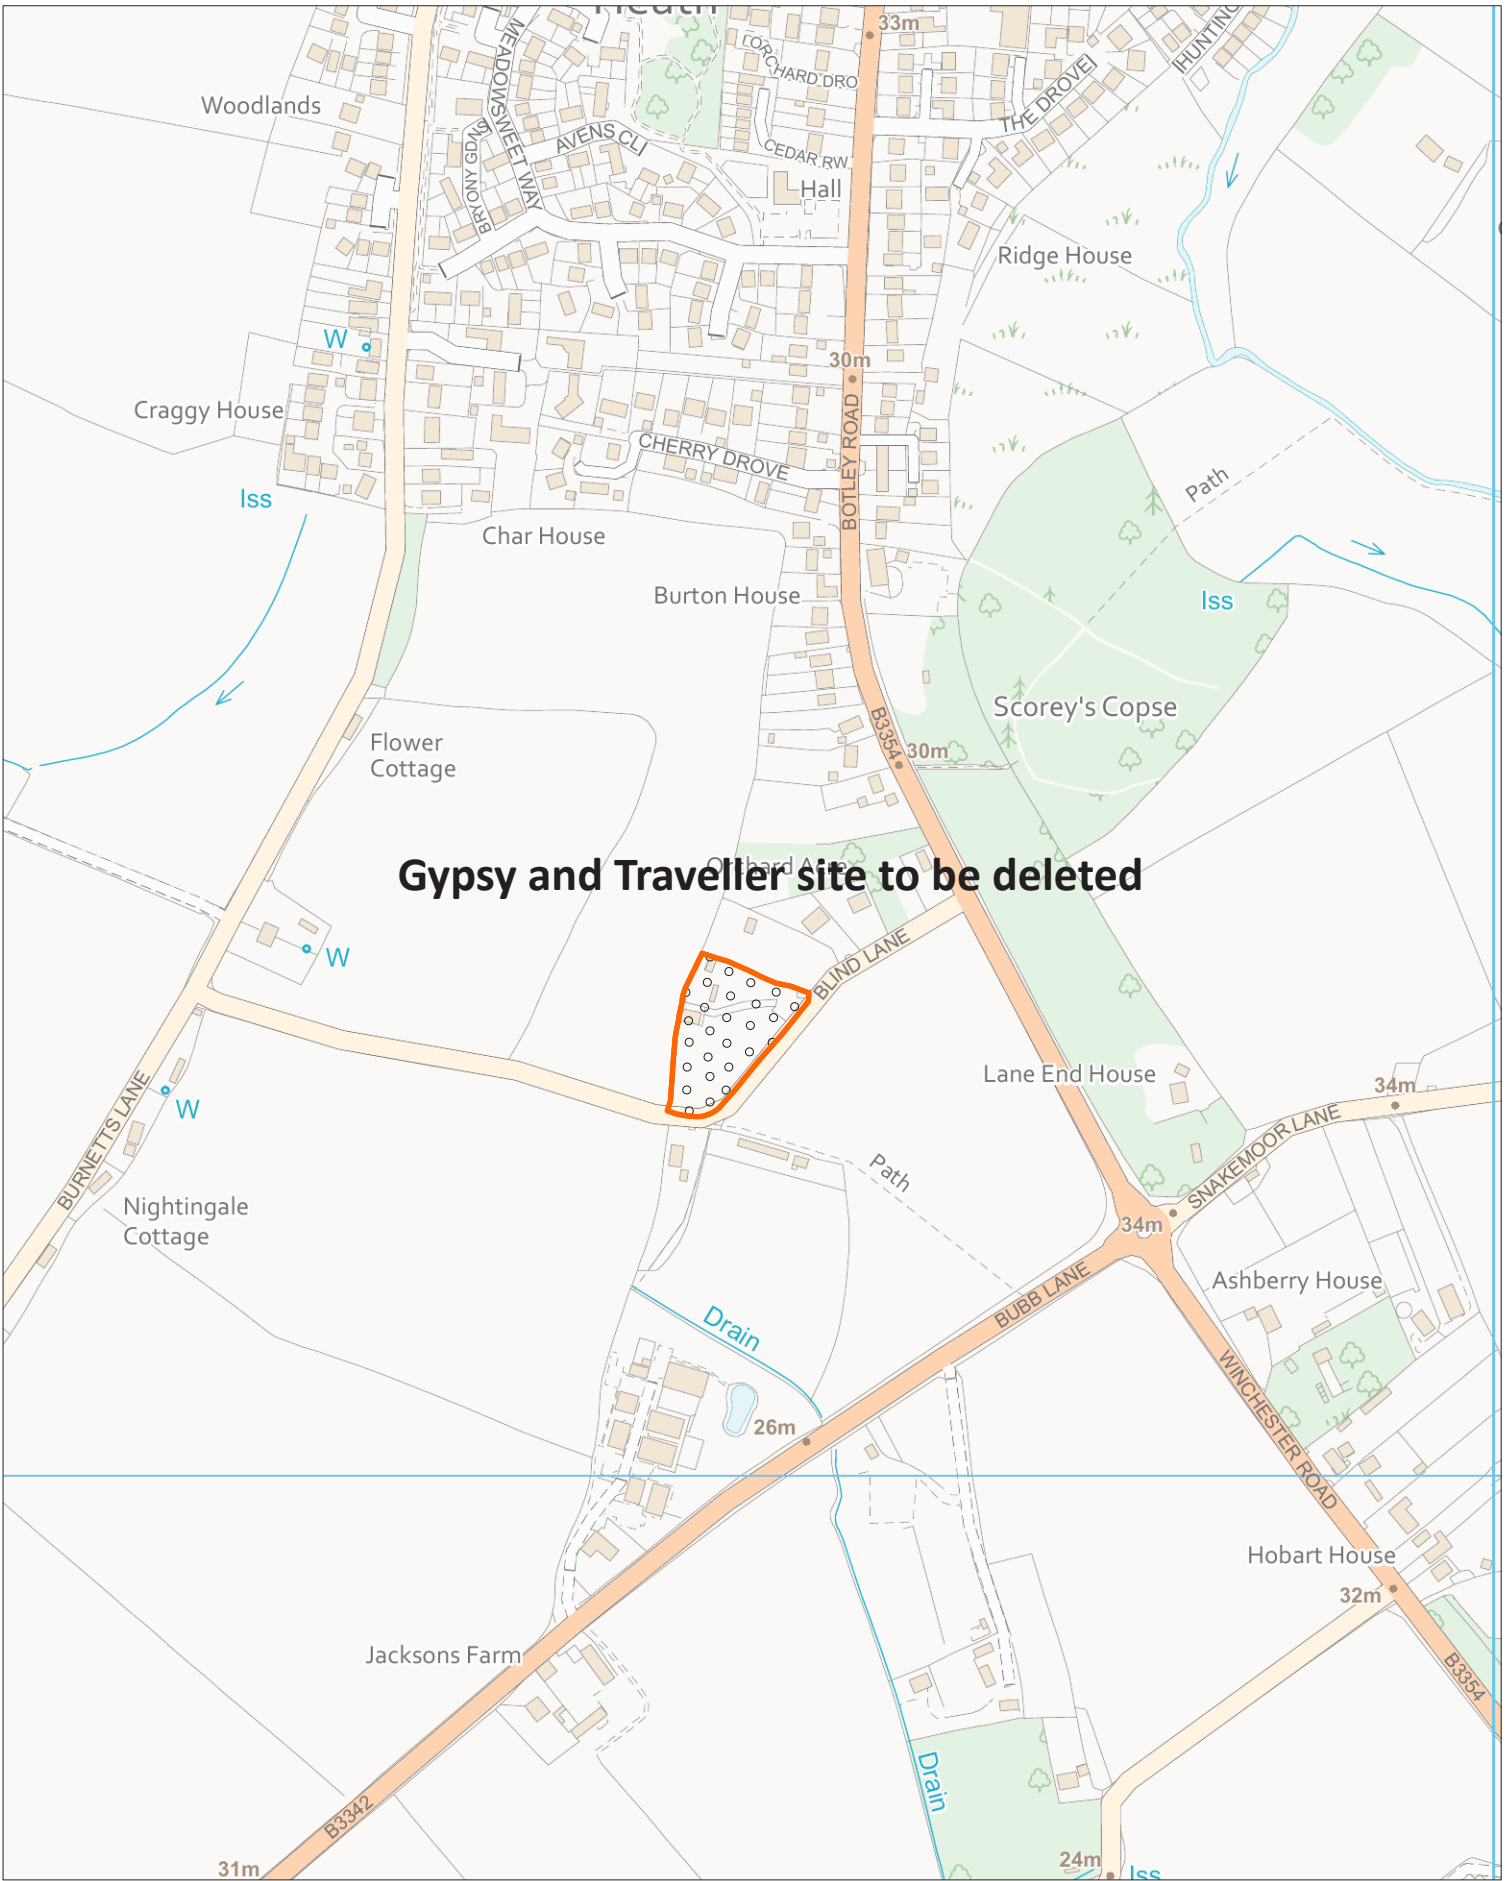 33m
ORCHARD DRO
MEADOWSWEET WAY
HUNTING
Woodlands
THE DROVE
AVENS CL
BRYONY GDNS
CEDAR RW
Hall
Ridge House
W
30m
Craggy House
BOTLEY ROAD
CHERRY DROVE
Path
Iss
Char House
Burton House
Iss
Scorey's Copse
B3354
30m
Flower
Cottage
Orchard Acre
Gypsy and Traveller site to be deleted
W
BLIND LANE
Lane End House
34m
BURNETTS LANE
W
SNAKEMOOR LANE
Path
Nightingale
Cottage
34m
BUBB LANE
Ashberry House
Drain
WINCHESTER ROAD
26m
Hobart House
32m
Jacksons Farm
B3354
Drain
B3342
31m
24m
Iss